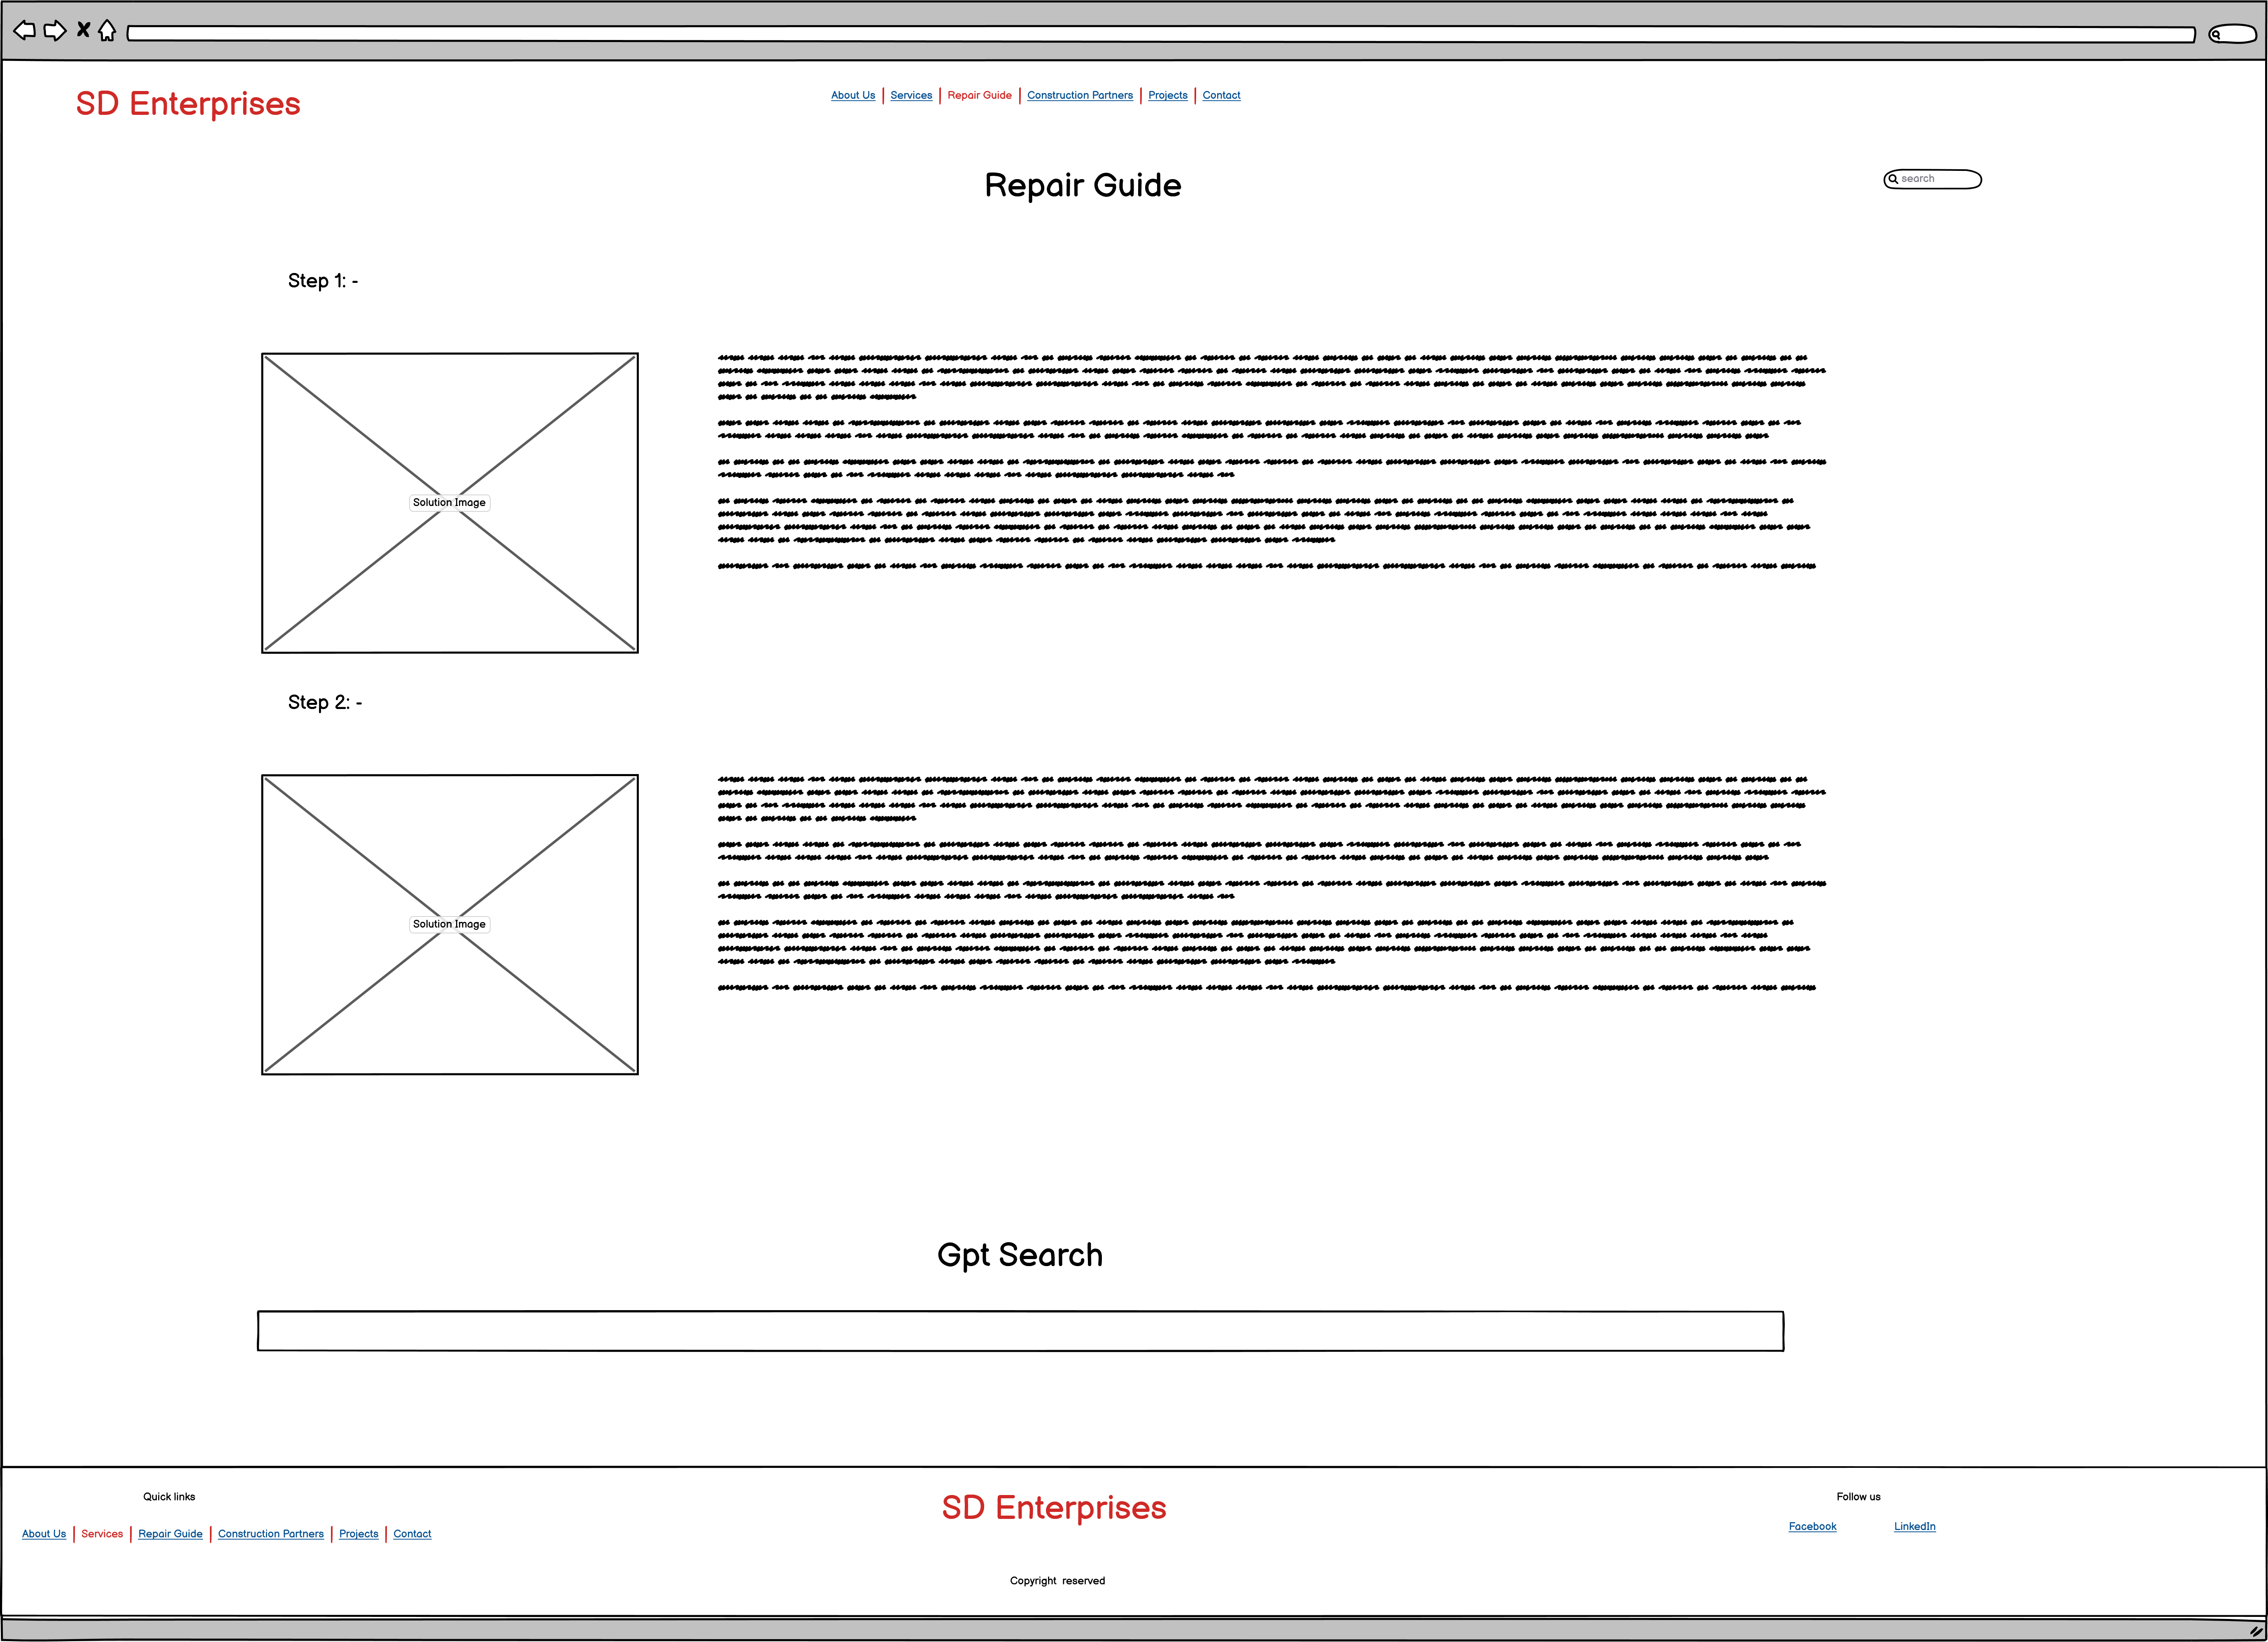 SD Enterprises
About Us | Services | Repair Guide | Construction Partners | Projects | Contact
Repair Guide
search
Step 1: -
Solution Image
Step 2: -
Solution Image
Gpt Search
Quick links
About Us | Services | Repair Guide | Construction Partners | Projects | Contact
SD Enterprises
Copyright reserved
Follow us
Facebook LinkedIn